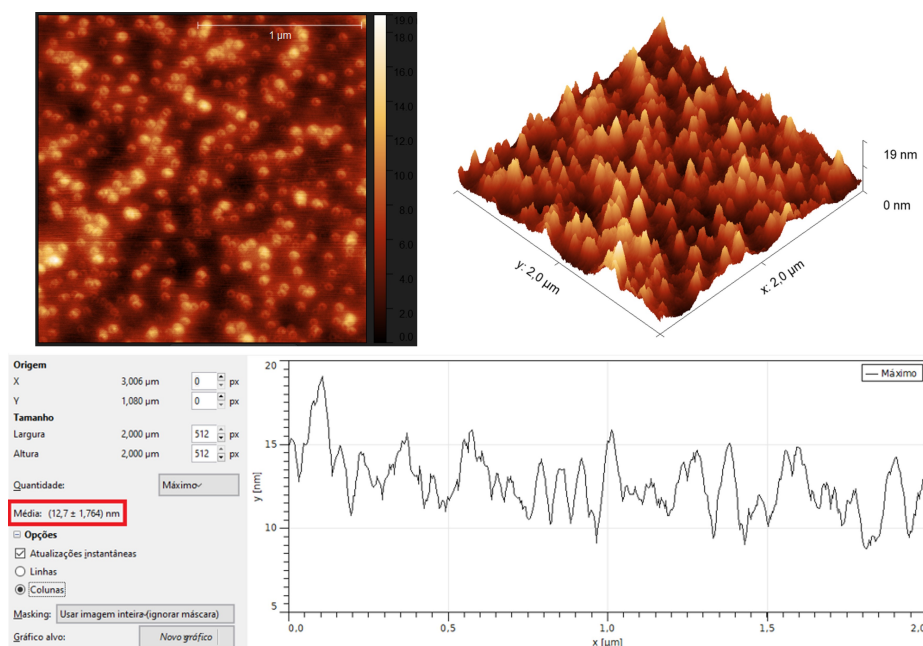 1 µm
19.0
18.0
16.0
14.0
12.0
10.0
8.0
6.0
4.0
2.0
0.0
19 nm
0 nm
y: 2,0 µm
x: 2,0 µm
Origem
X 3,006 µm 0 px
Y 1,080 µm 0 px
Tamanho
Largura 2,000 µm 512 px
Altura 2,000 µm 512 px
Quantidade: Máximo
Média: (12,7 ± 1,764) nm
Opções
Atualizações instantâneas
Linhas
Colunas
Masking: Usar imagem inteira (ignorar máscara)
Gráfico alvo: Novo gráfico
Máximo
20
15
10
5
y [nm]
0.0 0.5 1.0 1.5 2.0
x [µm]